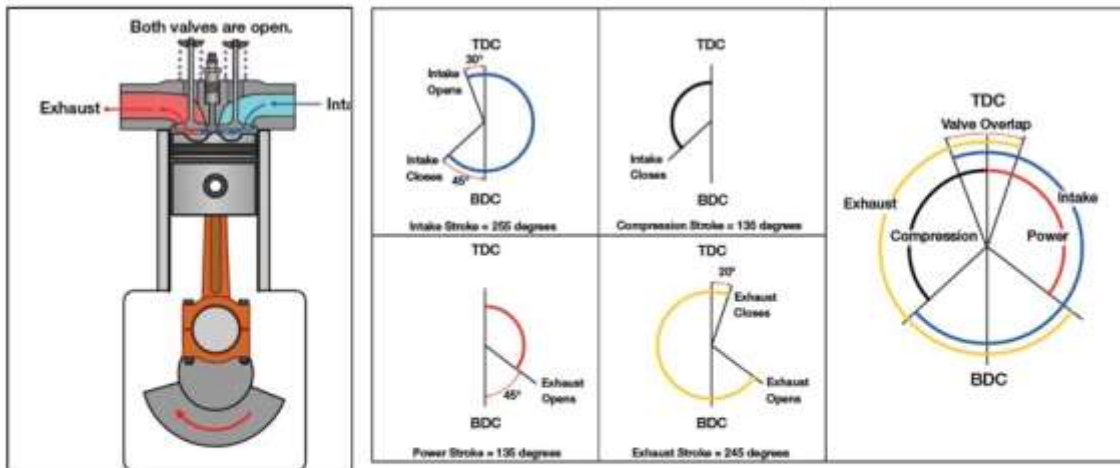 Both valves are open.
Exhaust
Inta
TDC
30°
Intake
Opens
Intake
Closes
45°
BDC
Intake Stroke = 255 degrees
TDC
Intake
Closes
BDC
Compression Stroke = 135 degrees
TDC
45°
Exhaust
Opens
BDC
Power Stroke = 135 degrees
TDC
20°
Exhaust
Closes
Exhaust
Opens
BDC
Exhaust Stroke = 245 degrees
TDC
Valve Overlap
Exhaust
Intake
Compression
Power
BDC